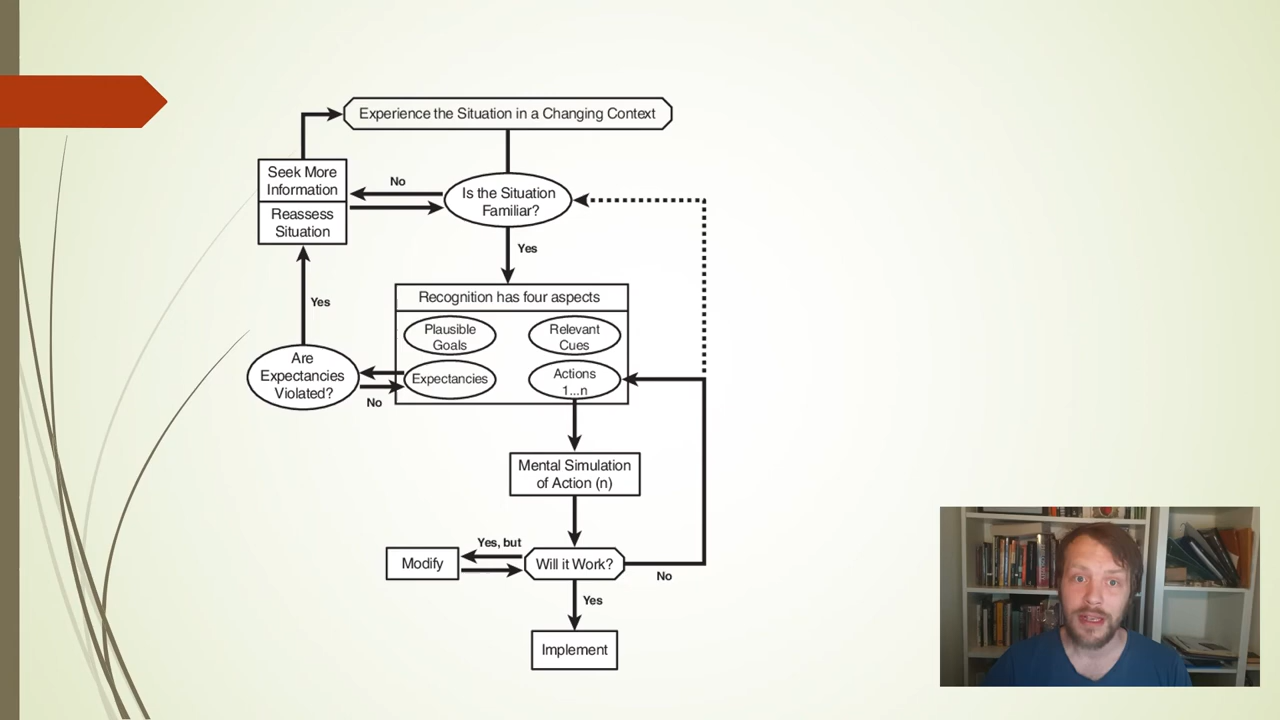 Experience the Situation in a Changing Context
Seek More
Information
No
Is the Situation
Familiar?
Reassess
Situation
Yes
Yes
Recognition has four aspects
Plausible
Goals
Relevant
Cues
Are
Expectancies
Violated?
Expectancies
Actions
1...n
No
Mental Simulation
of Action (n)
Yes, but
Modify
Will it Work?
No
Yes
Implement